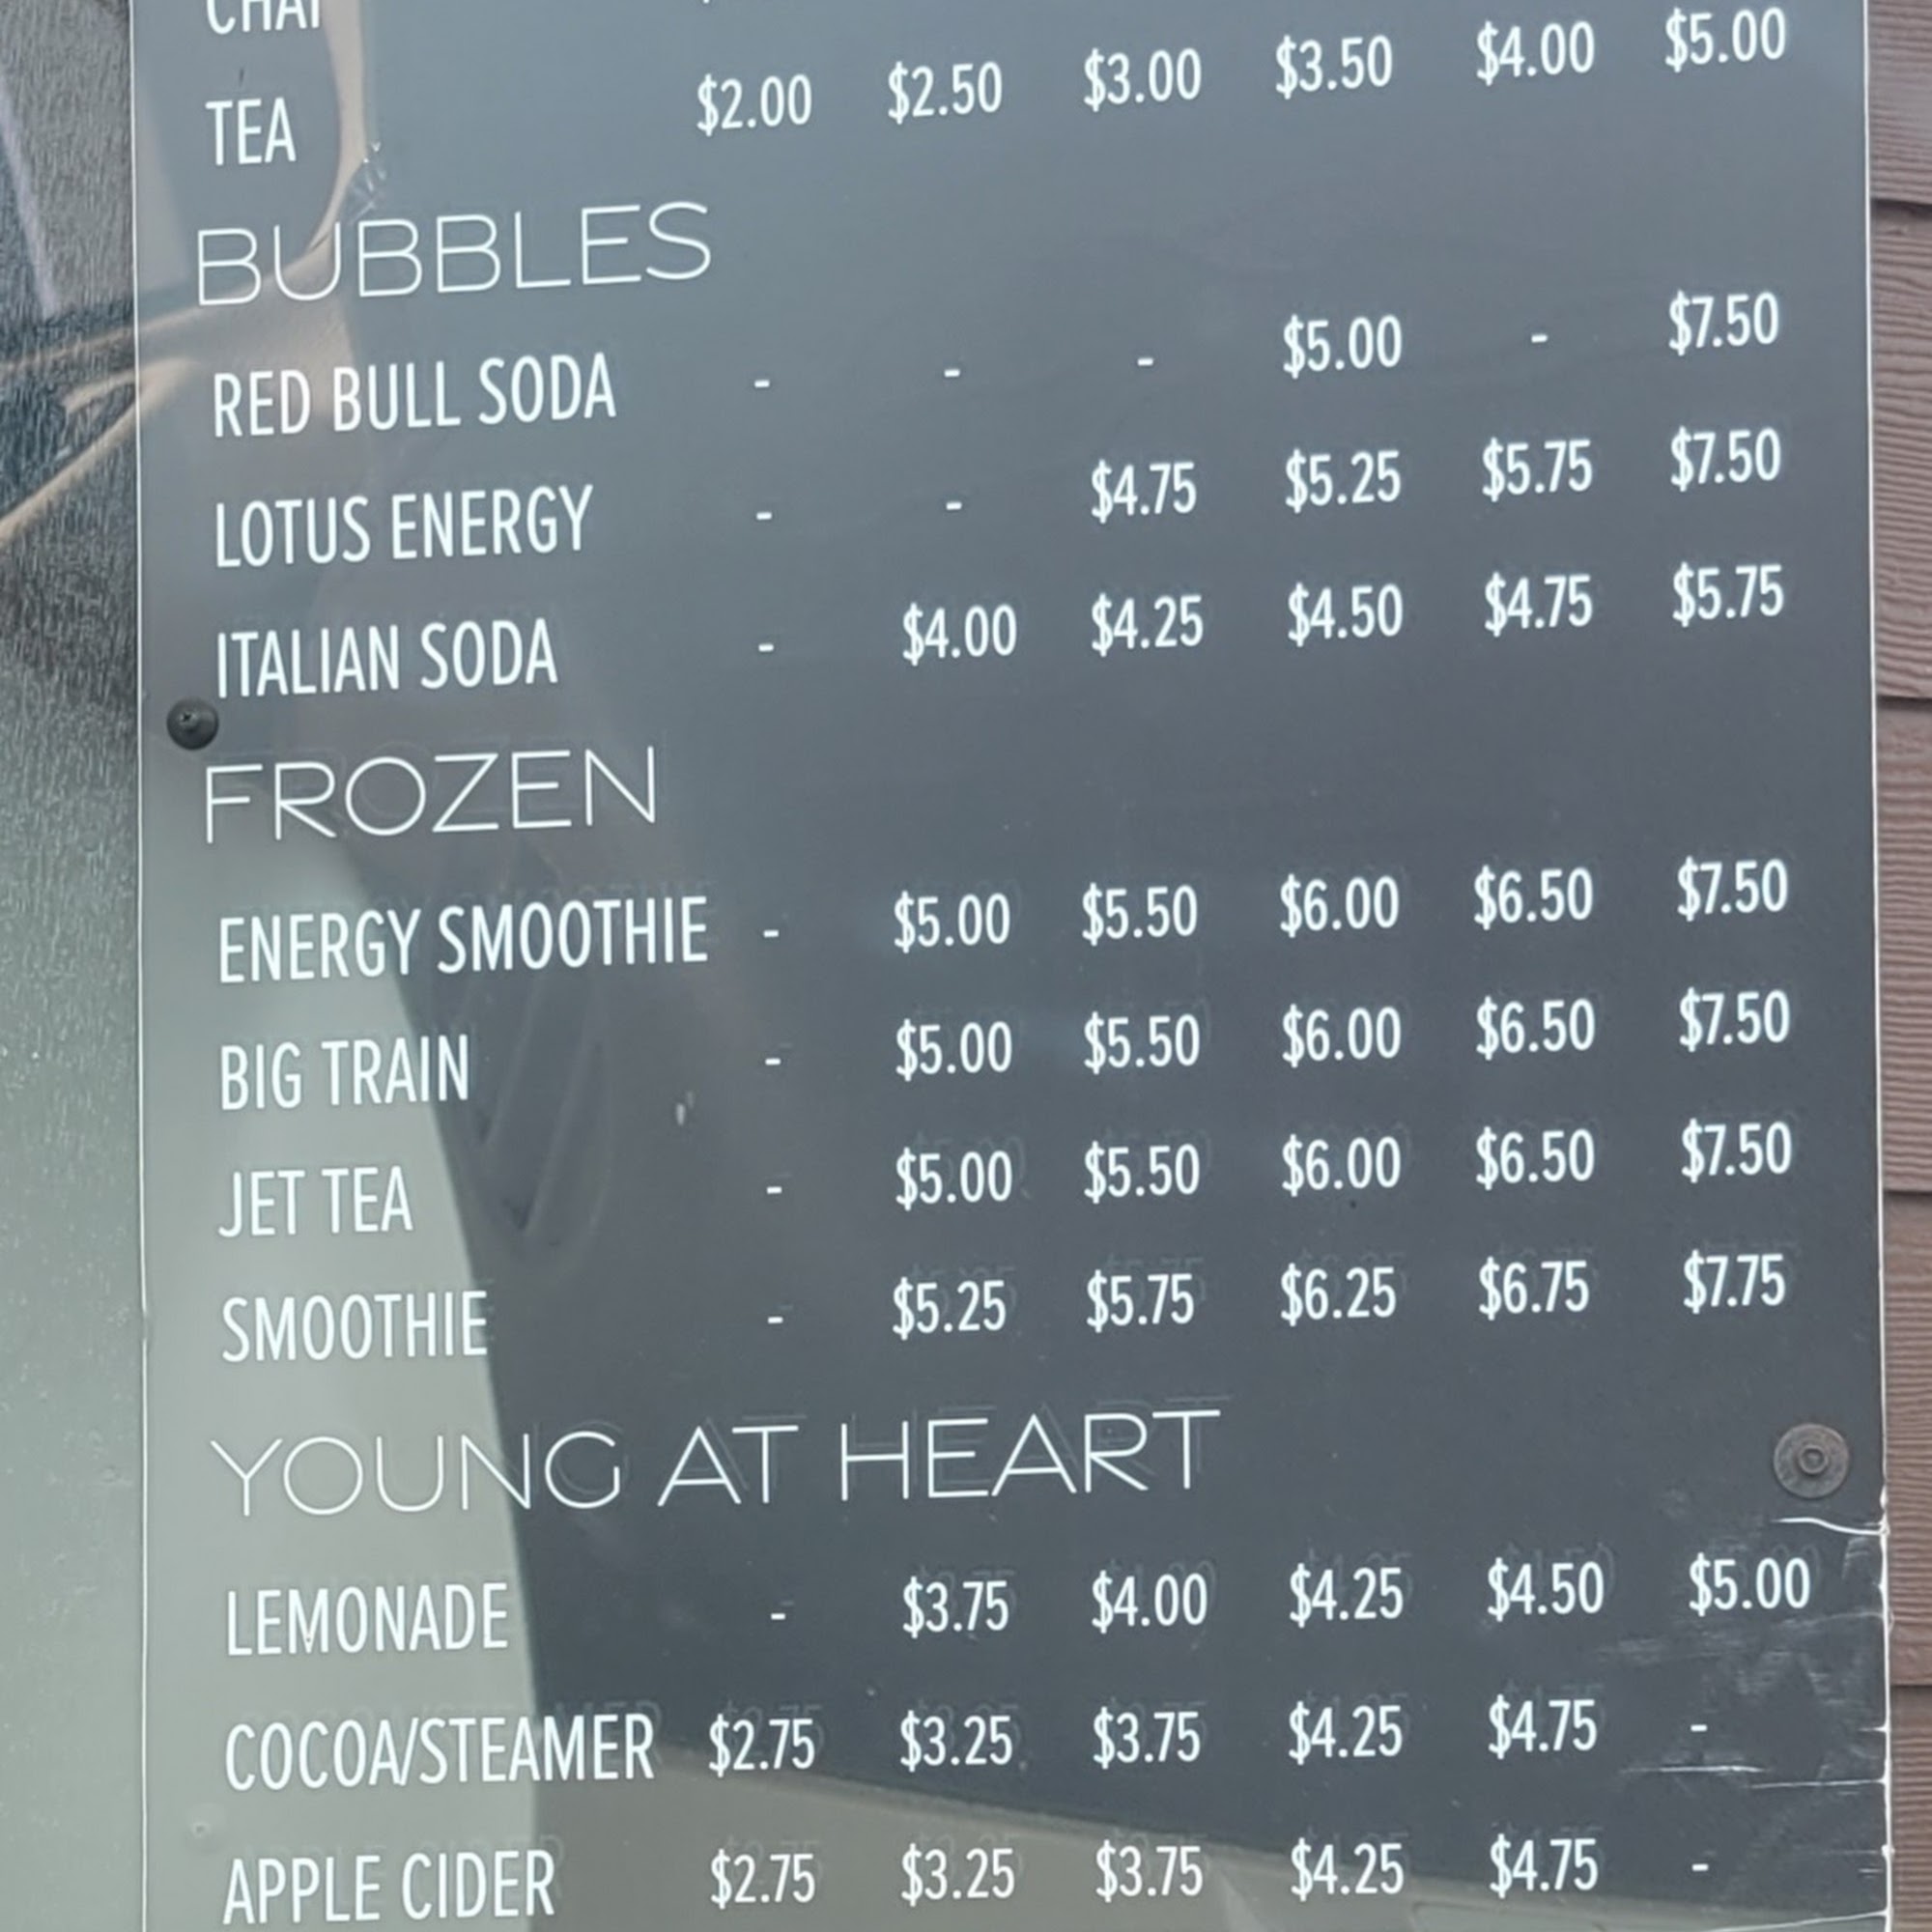 CHAI
TEA $2.00 $2.50 $3.00 $3.50 $4.00 $5.00
BUBBLES
RED BULL SODA - - - $5.00 - $7.50
LOTUS ENERGY - - $4.75 $5.25 $5.75 $7.50
ITALIAN SODA - $4.00 $4.25 $4.50 $4.75 $5.75
FROZEN
ENERGY SMOOTHIE - $5.00 $5.50 $6.00 $6.50 $7.50
BIG TRAIN - $5.00 $5.50 $6.00 $6.50 $7.50
JET TEA - $5.00 $5.50 $6.00 $6.50 $7.50
SMOOTHIE - $5.25 $5.75 $6.25 $6.75 $7.75
YOUNG AT HEART
LEMONADE - $3.75 $4.00 $4.25 $4.50 $5.00
COCOA/STEAMER $2.75 $3.25 $3.75 $4.25 $4.75 -
APPLE CIDER $2.75 $3.25 $3.75 $4.25 $4.75 -